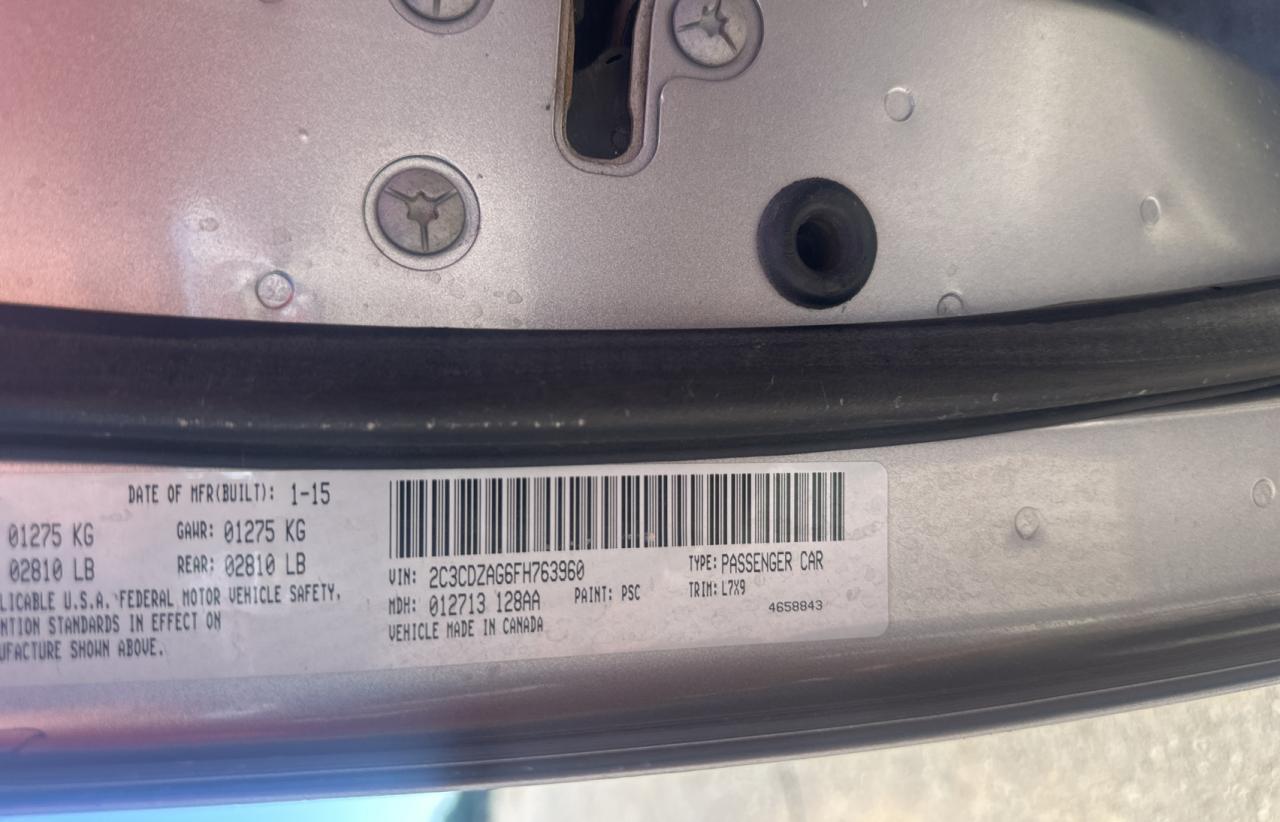 DATE OF MFR(BUILT): 1-15
01275 KG GAWR: 01275 KG
02810 LB REAR: 02810 LB
LICABLE U.S.A. FEDERAL MOTOR VEHICLE SAFETY,
NTION STANDARDS IN EFFECT ON
UFACTURE SHOWN ABOVE.
VIN: 2C3CDZAG6FH763960 TYPE: PASSENGER CAR
MDH: 012713 128AA PAINT: PSC TRIM: L7X9
VEHICLE MADE IN CANADA 4658843